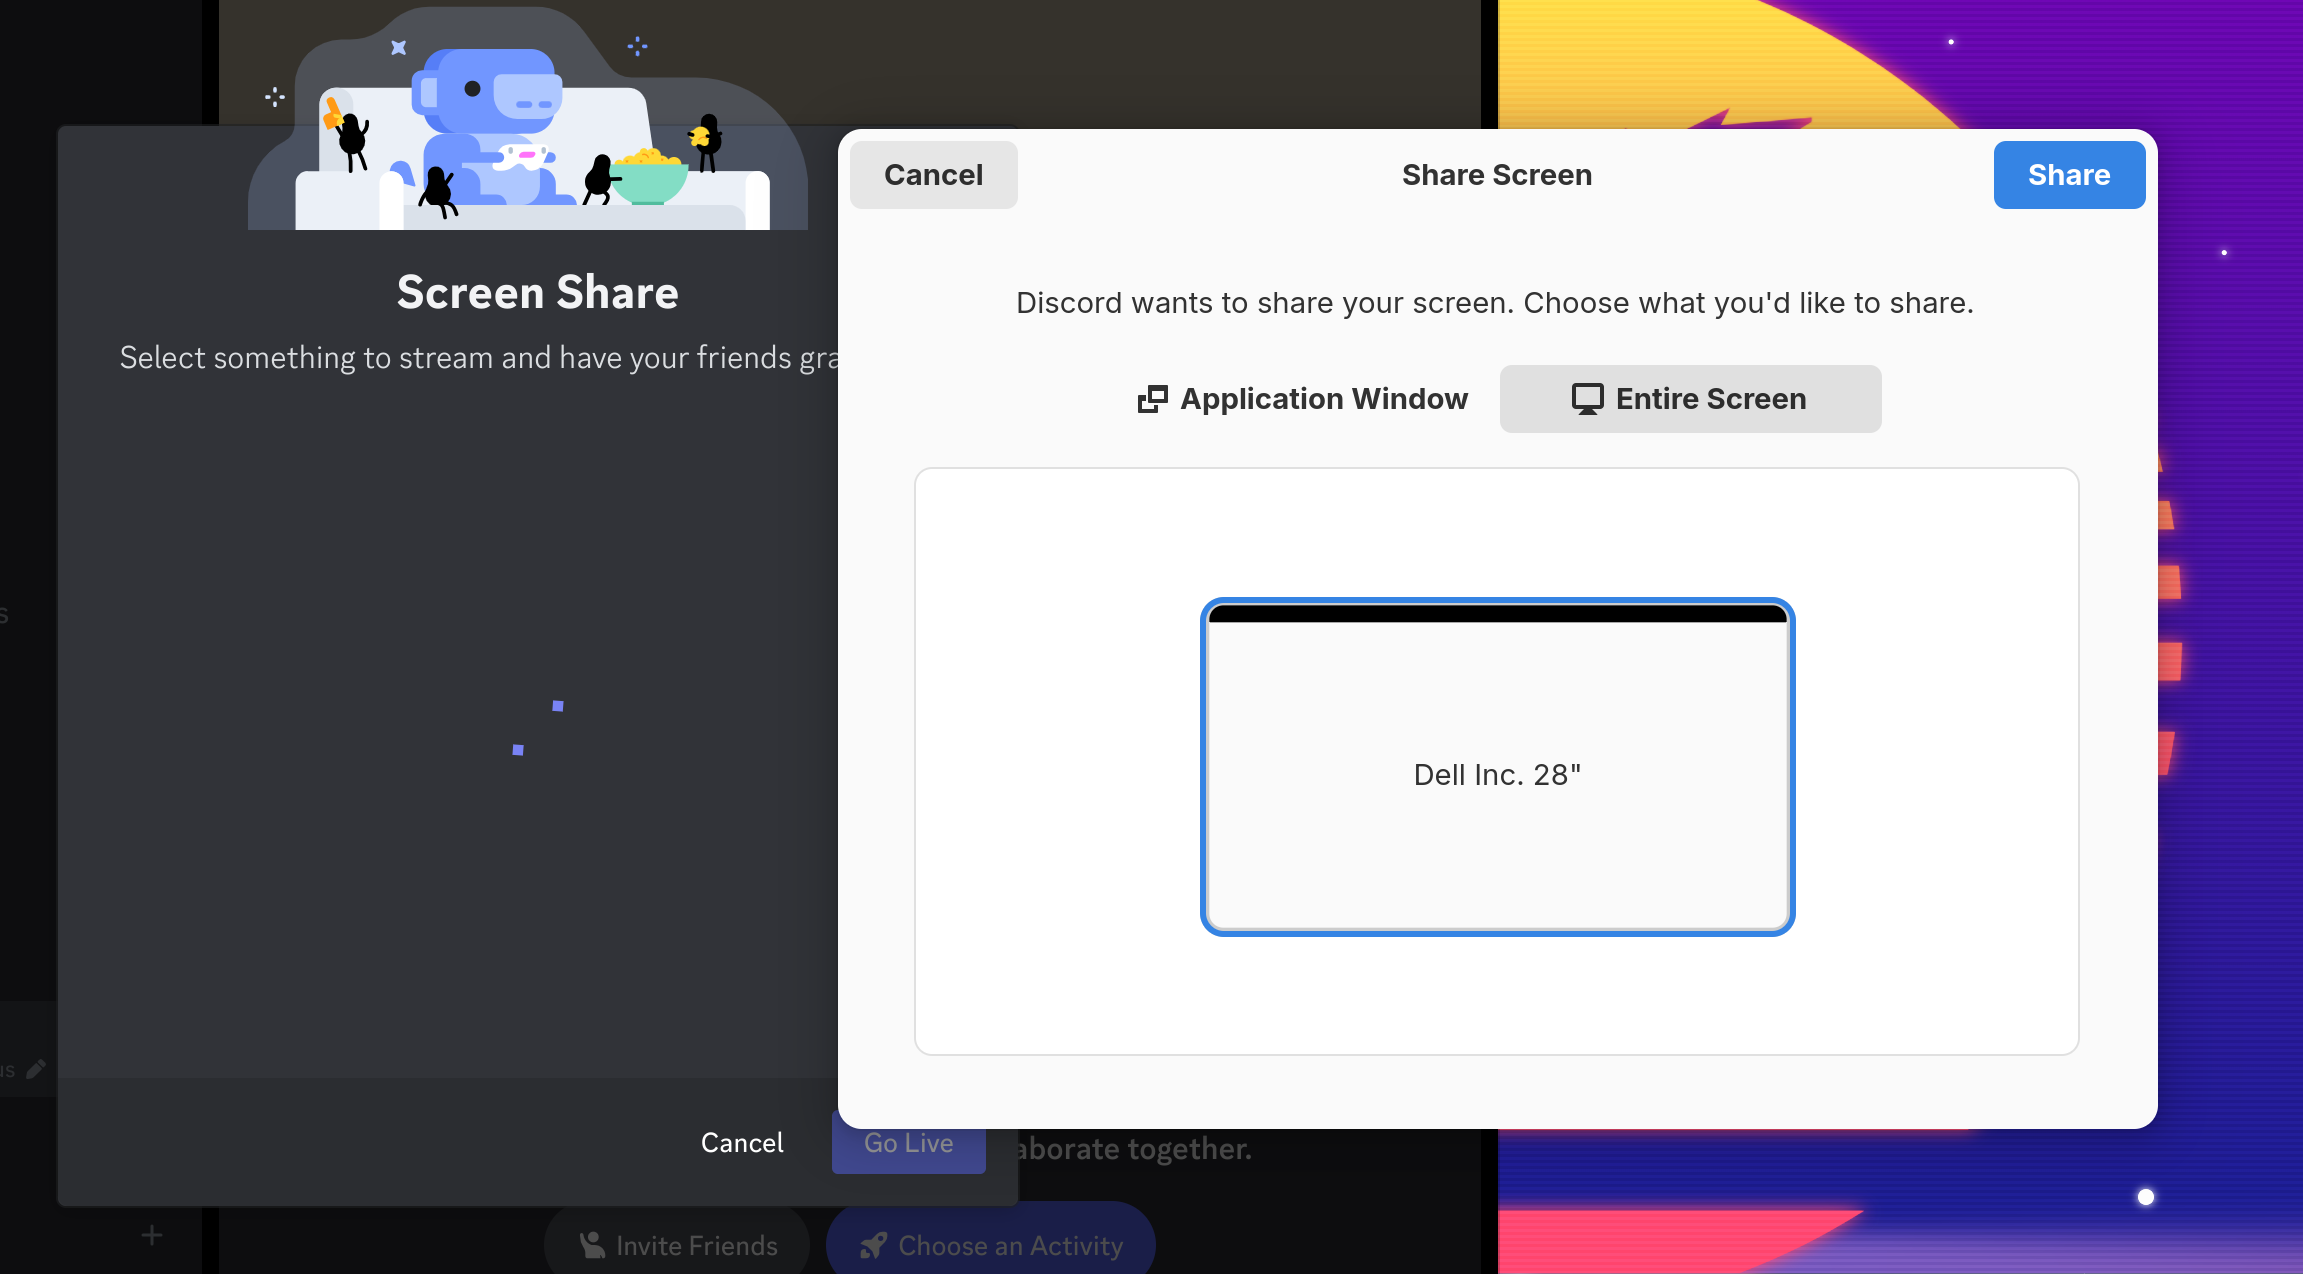 Screen Share
Select something to stream and have your friends gra
Cancel
Go Live
Cancel
Share Screen
Share
Discord wants to share your screen. Choose what you'd like to share.
Application Window
Entire Screen
Dell Inc. 28"
aborate together.
Invite Friends
Choose an Activity
s
us